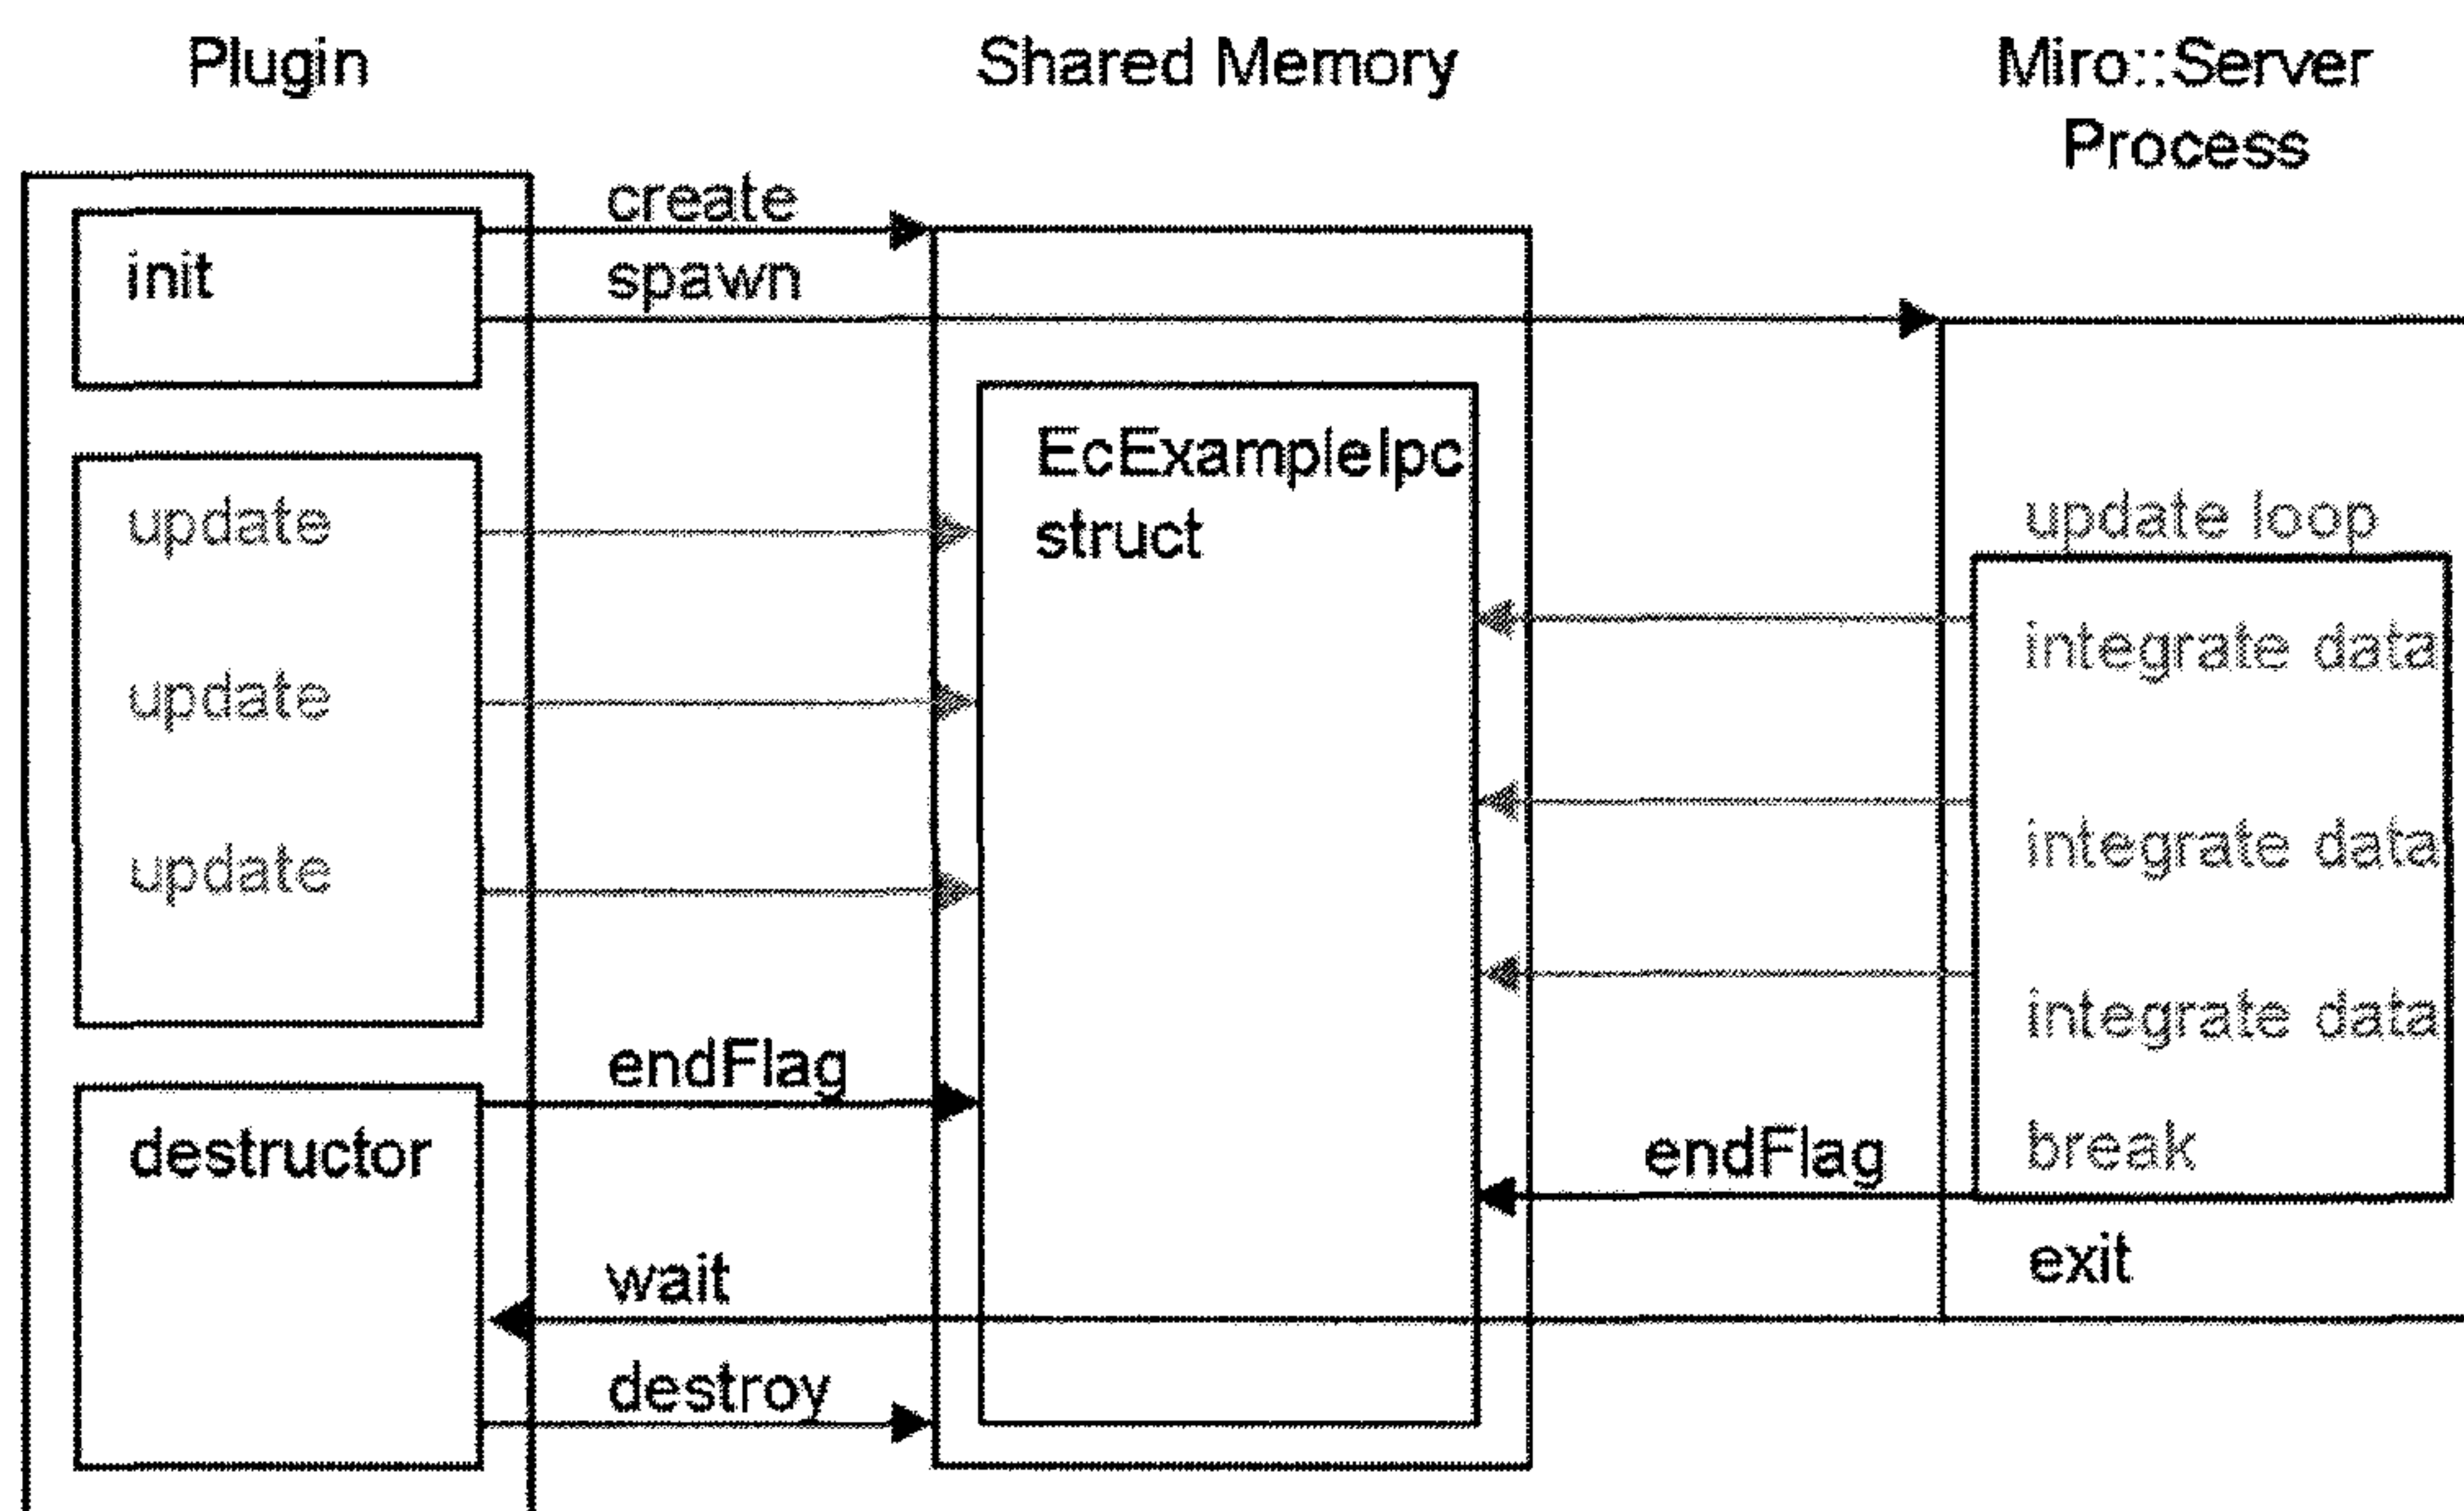 Plugin
Shared Memory
Miro::Server
Process
create
init
spawn
EcExampleIpc
struct
update
update
update
update loop
integrate data
integrate data
integrate data
break
endFlag
endFlag
destructor
exit
wait
destroy